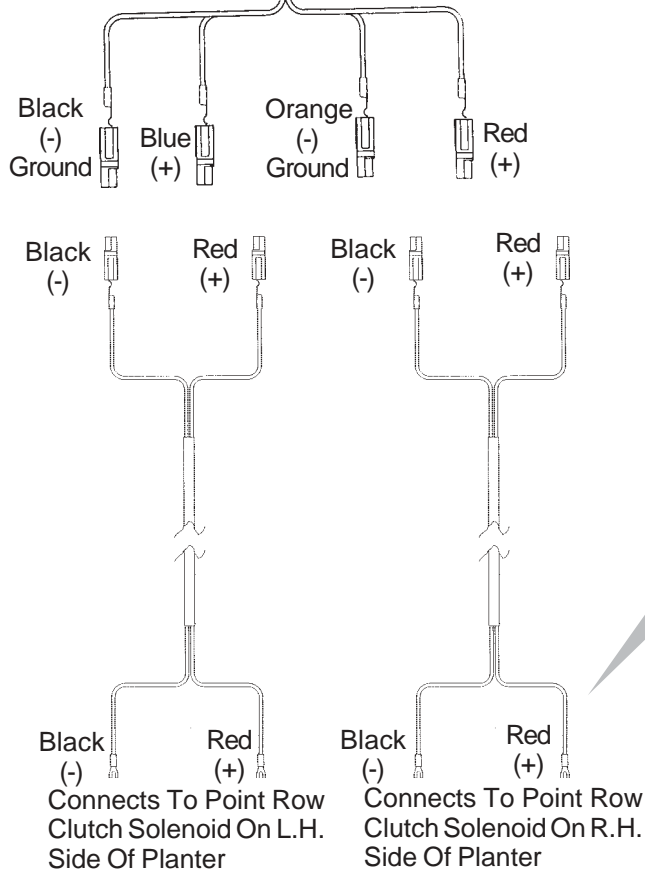 Black
(-)
Ground
Blue
(+)
Orange
(-)
Ground
Red
(+)
Black
(-)
Red
(+)
Black
(-)
Red
(+)
Black
(-)
Red
(+)
Connects To Point Row
Clutch Solenoid On L.H.
Side Of Planter
Black
(-)
Red
(+)
Connects To Point Row
Clutch Solenoid On R.H.
Side Of Planter